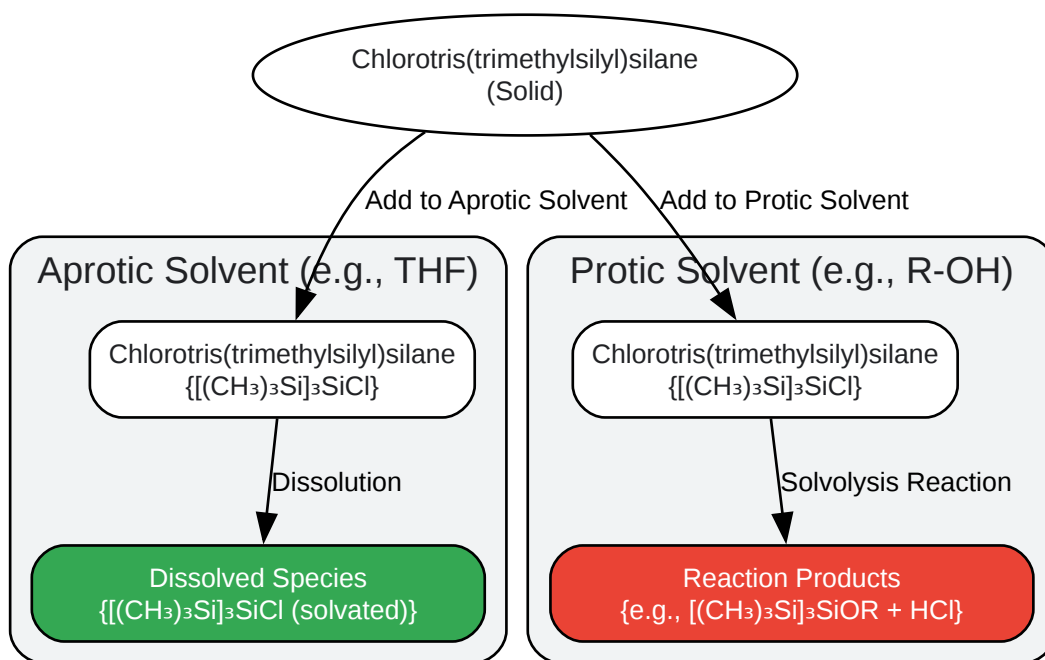 Chlorotris(trimethylsilyl)silane
(Solid)
Add to Aprotic Solvent
Add to Protic Solvent
Aprotic Solvent (e.g., THF)
Chlorotris(trimethylsilyl)silane
{[(CH₃)₃Si]₃SiCl}
Dissolution
Dissolved Species
{[(CH₃)₃Si]₃SiCl (solvated)}
Protic Solvent (e.g., R-OH)
Chlorotris(trimethylsilyl)silane
{[(CH₃)₃Si]₃SiCl}
Solvolysis Reaction
Reaction Products
{e.g., [(CH₃)₃Si]₃SiOR + HCl}